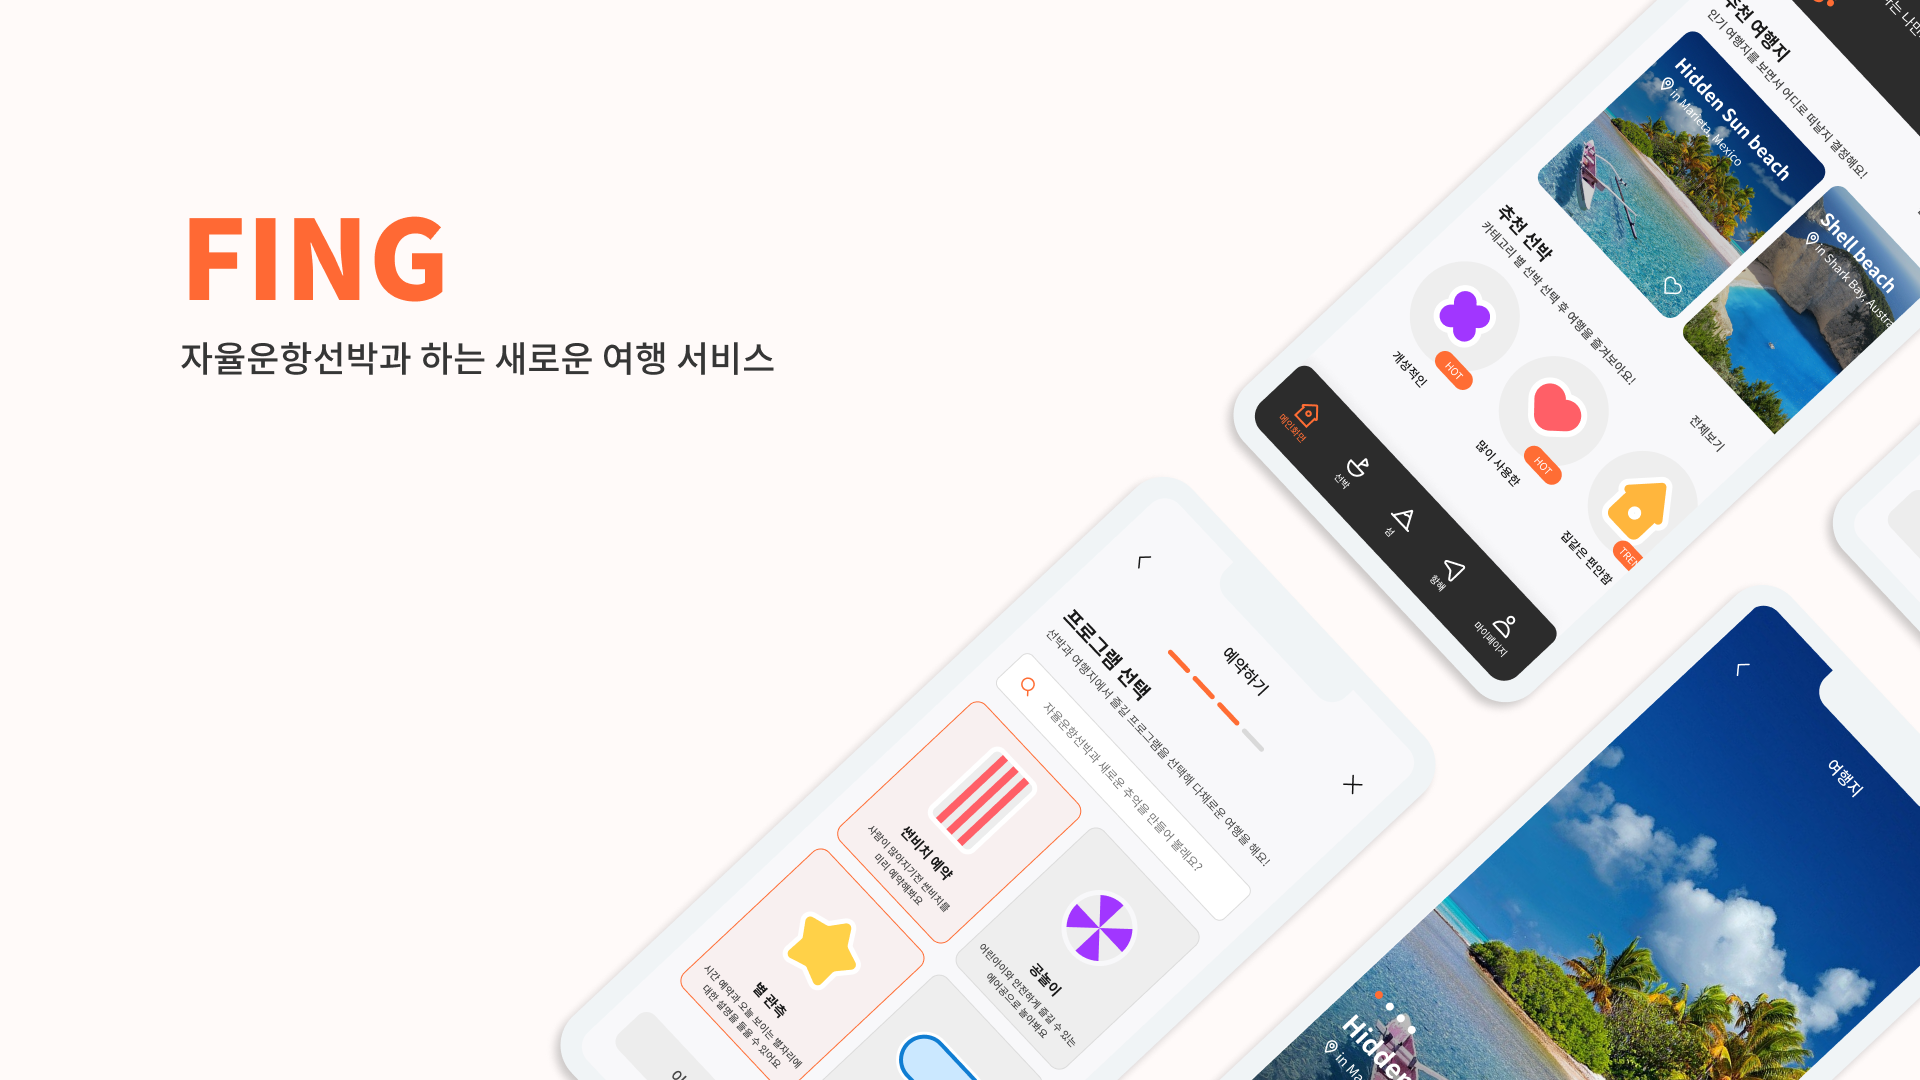 FING
자율운항선박과 하는 새로운 여행 서비스
추천 여행지
인기 여행지를 보면서 어디로 떠날지 결정해요!
Hidden Sun beach
in Marieta, Mexico
Shell beach
in Shark Bay,
추천 선박
카테고리 별 선박 선택 후 여행을 즐겨보아요!
전체보기
HOT
개성적인
HOT
많이 사용한
집같은 편안함
메인화면
선박
섬
항해
마이페이지
예약하기
프로그램 선택
선박과 여행지에서 즐길 프로그램을 선택해 다채로운 여행을 해요!
자율운항선박과 새로운 추억을 만들어 볼래요?
썬비치 예약
사람이 많아지기전 썬비치를
미리 예약해봐요
공놀이
어린아이와 안전하게 즐길 수 있는
에어공으로 놀아봐요
별 관측
시간 예약과 오늘 보이는 별자리에
대한 설명을 들을 수 있어요
여행지
Hidden
in